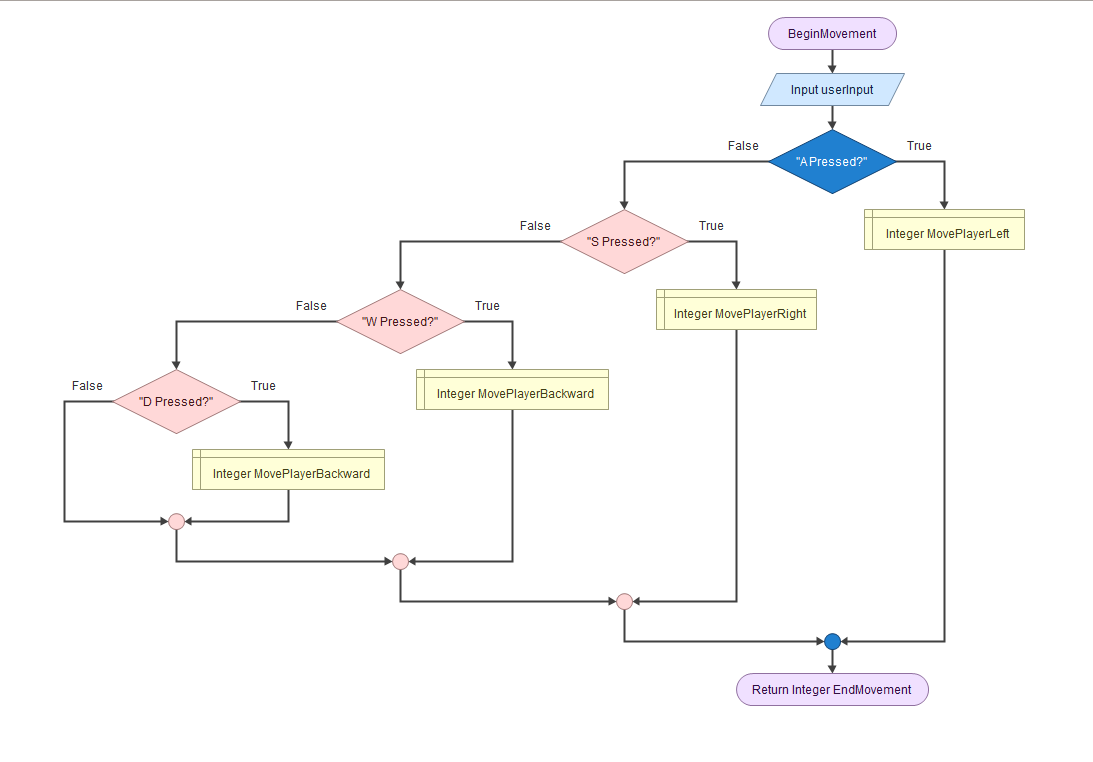 BeginMovement
Input userInput
False
True
"A Pressed?"
Integer MovePlayerLeft
False
True
"S Pressed?"
Integer MovePlayerRight
False
True
"W Pressed?"
Integer MovePlayerBackward
False
True
"D Pressed?"
Integer MovePlayerBackward
Return Integer EndMovement